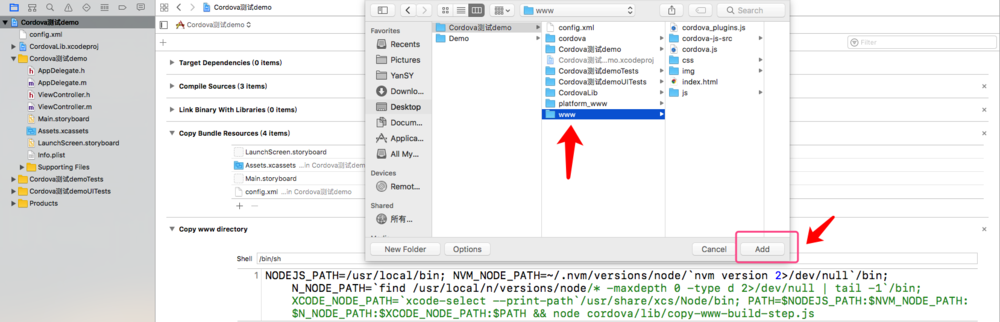 Cordova测试demo
config.xml
CordovaLib.xcodeproj
Cordova测试demo
AppDelegate.h
AppDelegate.m
ViewController.h
ViewController.m
Main.storyboard
Assets.xcassets
LaunchScreen.storyboard
Info.plist
Supporting Files
Cordova测试demoTests
Cordova测试demoUITests
Products
Cordova测试demo
Cordova测试demo
Filter
Target Dependencies (0 items)
Compile Sources (3 items)
Link Binary With Libraries (0 items)
Copy Bundle Resources (4 items)
LaunchScreen.storyboard
Assets.xcassets ...in Cordova测试demo
Main.storyboard
config.xml ...in Cordova测试demo
Copy www directory
Shell /bin/sh
1 NODEJS_PATH=/usr/local/bin; NVM_NODE_PATH=~/.nvm/versions/node/`nvm version 2>/dev/null`/bin;
N_NODE_PATH=`find /usr/local/n/versions/node/* -maxdepth 0 -type d 2>/dev/null | tail -1`/bin;
XCODE_NODE_PATH=`xcode-select --print-path`/usr/share/xcs/Node/bin; PATH=$NODEJS_PATH:$NVM_NODE_PATH:
$N_NODE_PATH:$XCODE_NODE_PATH:$PATH && node cordova/lib/copy-www-build-step.js
www
Search
Favorites
Recents
Pictures
YanSY
Downlo...
Desktop
Docum...
Applica...
All My...
Devices
Remot...
Shared
所有...
Cordova测试demo
Demo
config.xml
cordova
Cordova测试demo
Cordova测试...mo.xcodeproj
Cordova测试demoTests
Cordova测试demoUITests
CordovaLib
platform_www
www
cordova_plugins.js
cordova-js-src
cordova.js
css
img
index.html
js
New Folder
Options
Cancel
Add